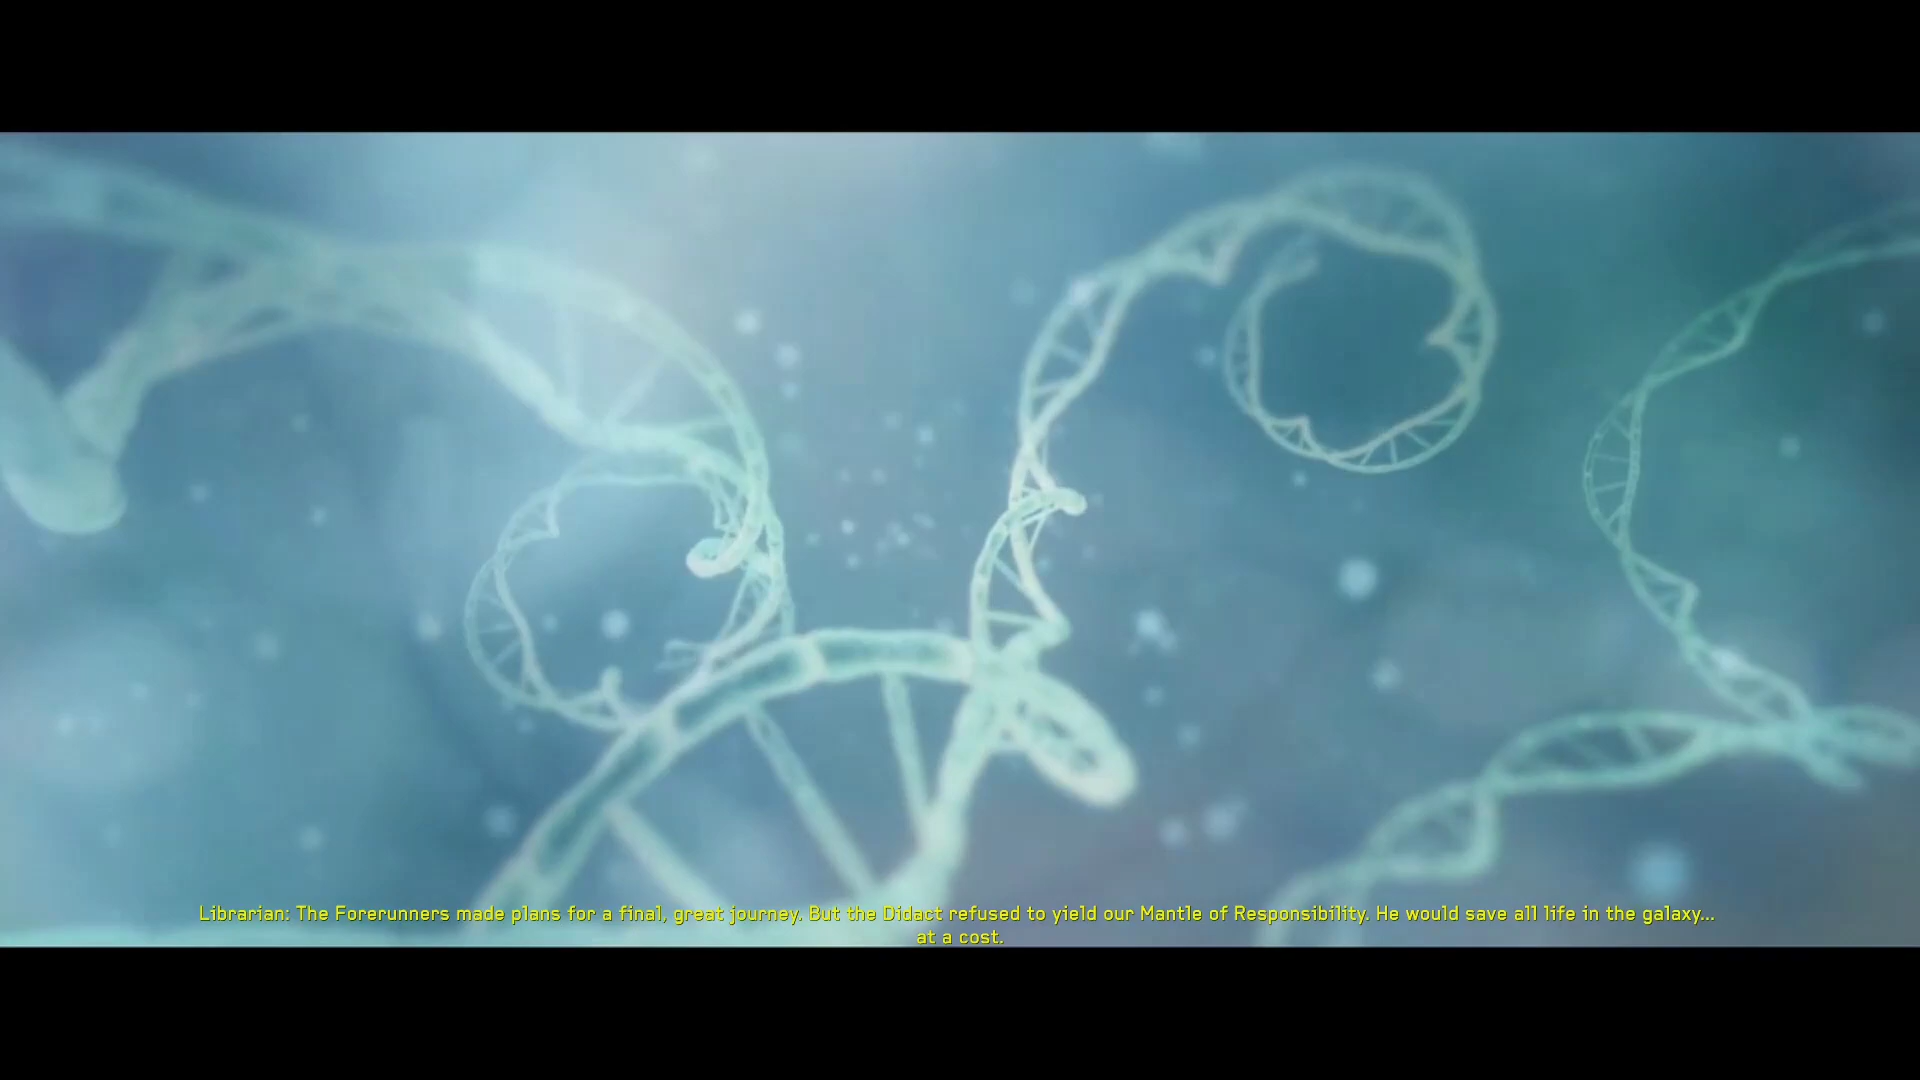 Librarian: The Forerunners made plans for a final, great journey. But the Didact refused to yield our Mantle of Responsibility. He would save all life in the galaxy...
at a cost.